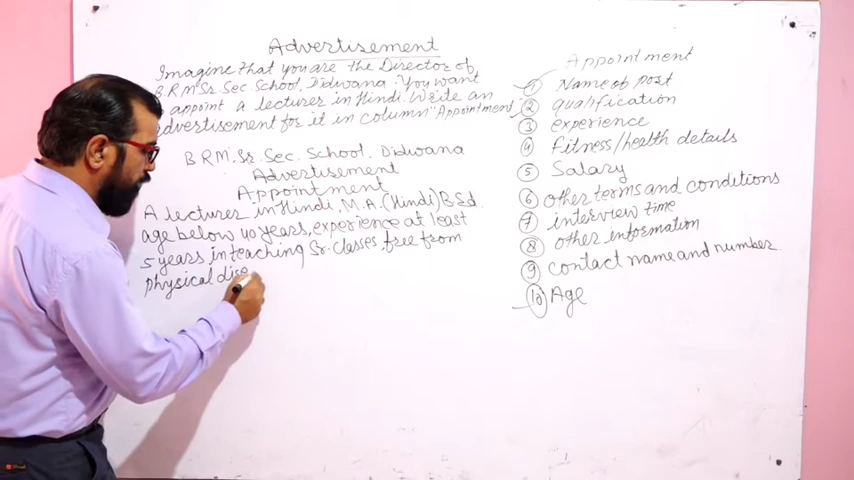 Advertisement
Imagine that you are the Director of
B.R.M Sr. Sec School, Didwana. You want
appoint a lecturer in Hindi. Write an
advertisement for it in column "Appointment"
B R M. Sr. Sec. School. Didwana
Advertisement
Appointment
A lecturer in Hindi, M.A. (Hindi) B.Sd.
age below 40 years, experience at least
5 years in teaching Sr. Classes free from
physical dise
Appointment
1 Name of post
2 qualification
3 experience
4 fitness/health details
5 Salary
6 other terms and conditions
7 interview time
8 other information
9 contact name and number
10 Age